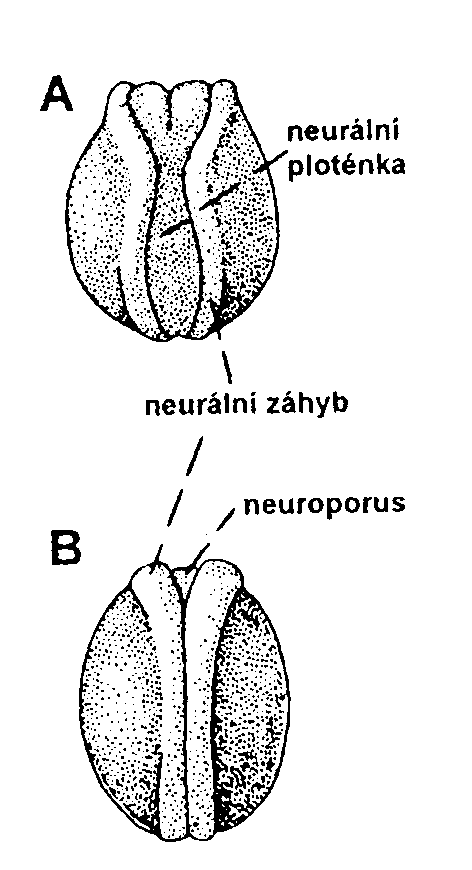 A
neurální
ploténka
neurální záhyb
neuroporus
B